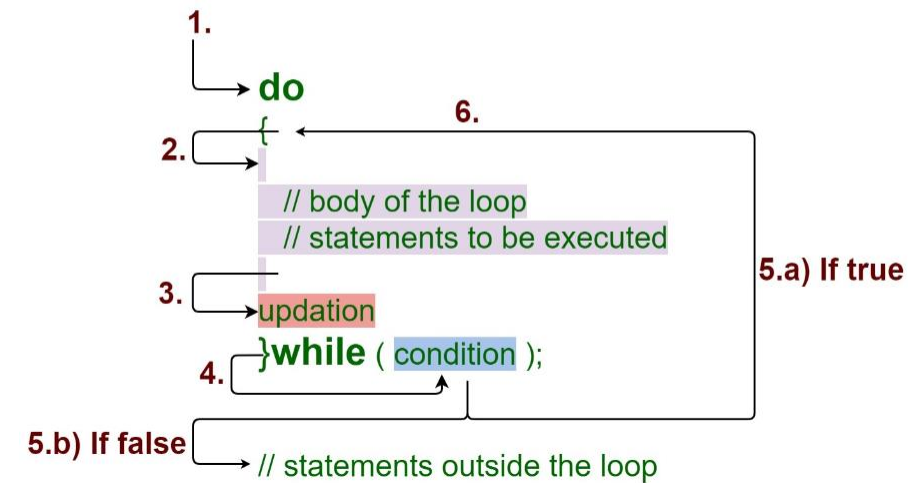 1.
do
6.
{
2.
// body of the loop
// statements to be executed
5.a) If true
3.
updation
}while ( condition );
4.
5.b) If false
// statements outside the loop